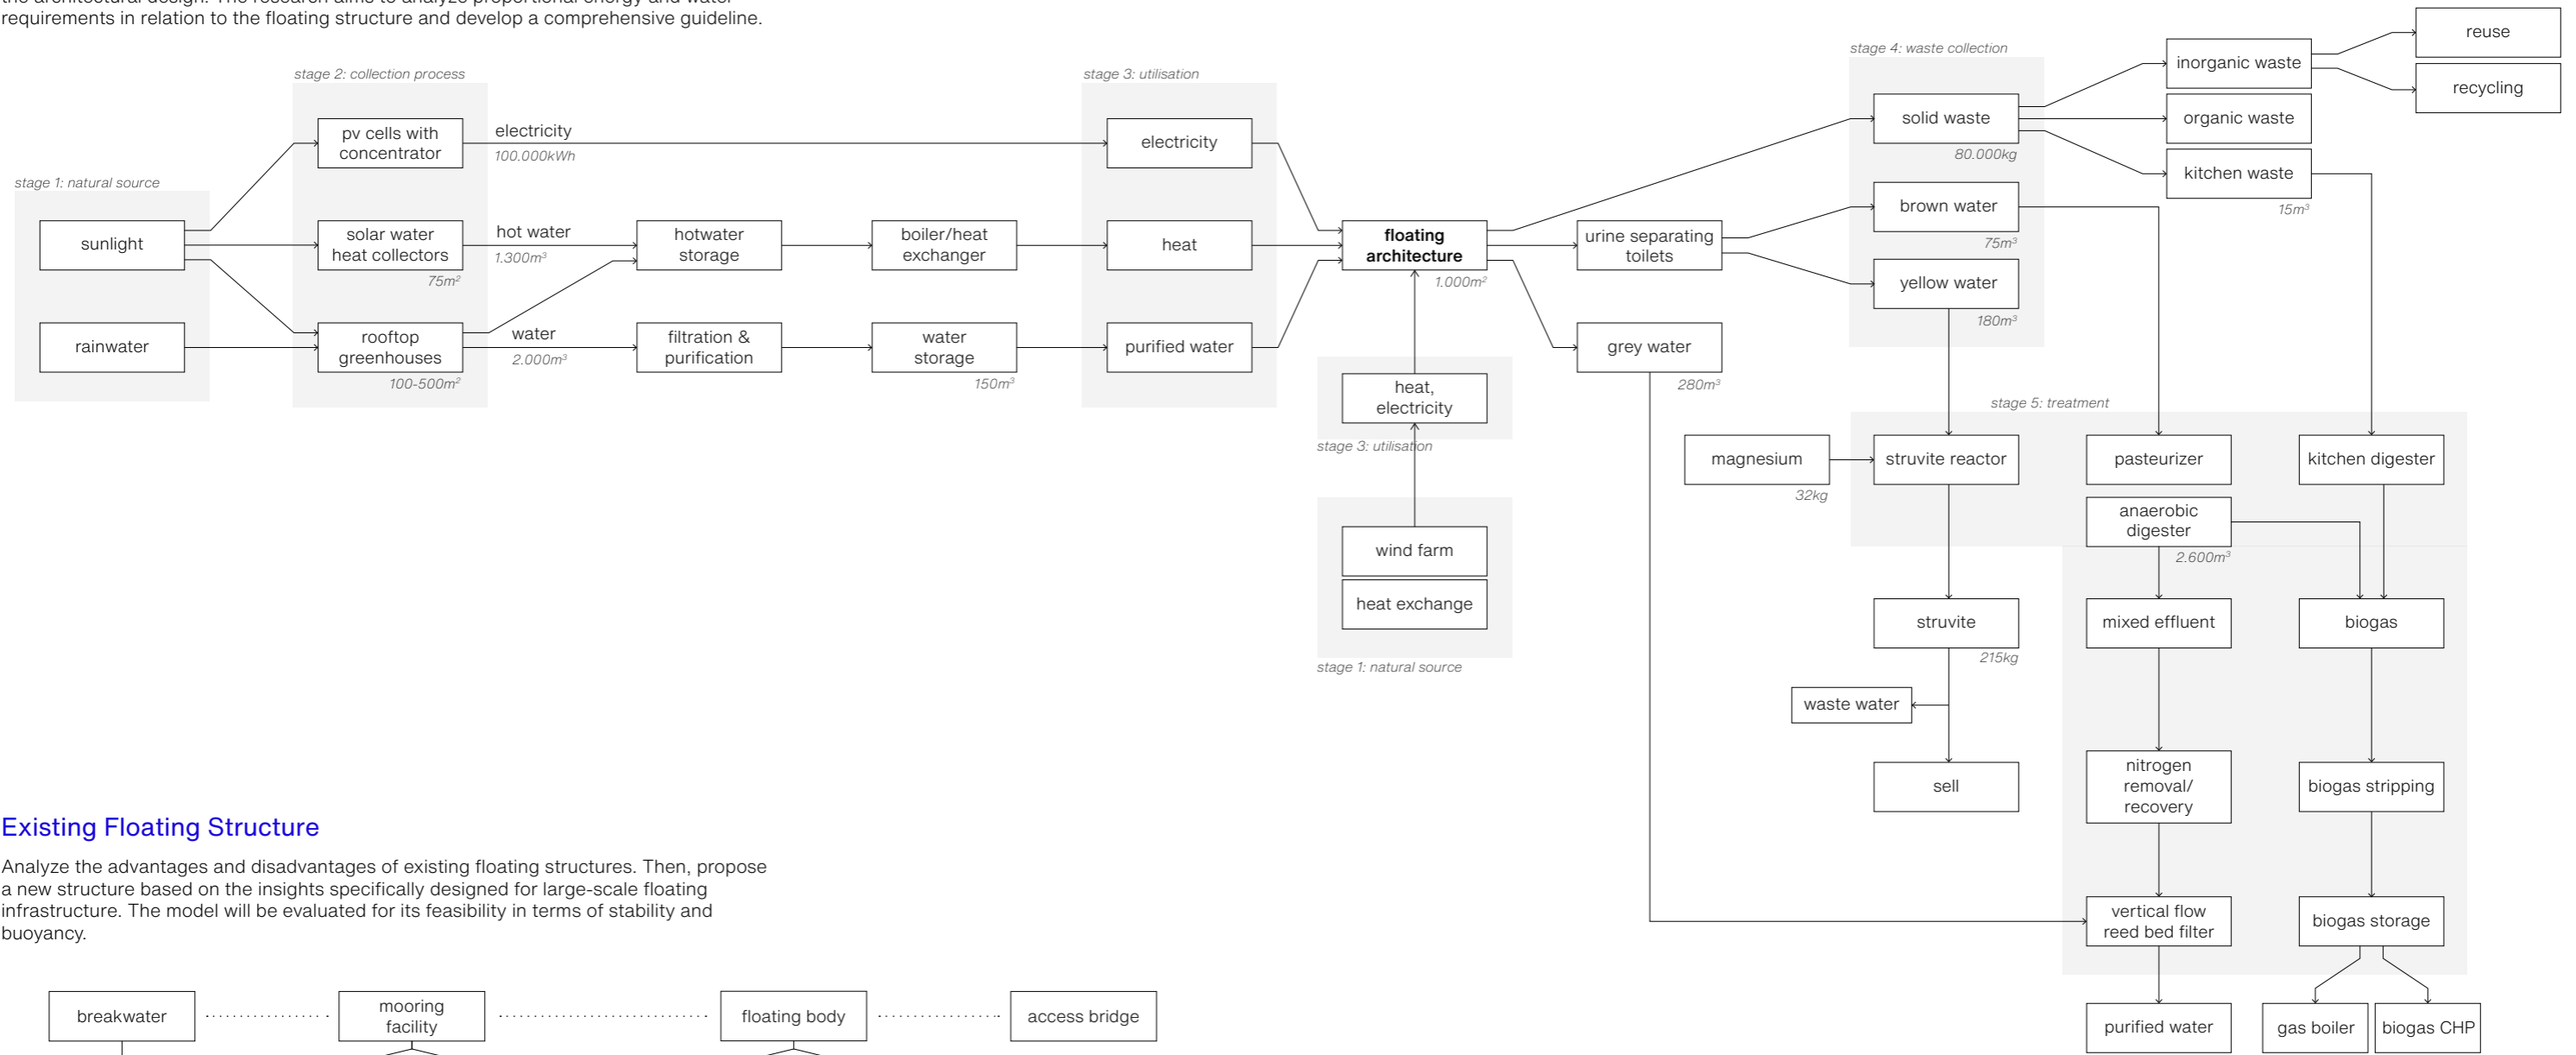 requirements in relation to the floating structure and develop a comprehensive guideline.
stage 1: natural source
sunlight
rainwater
stage 2: collection process
pv cells with
concentrator
solar water
heat collectors
75m²
rooftop
greenhouses
100-500m²
electricity
100.000kWh
hot water
1.300m³
water
2.000m³
hotwater
storage
filtration &
purification
boiler/heat
exchanger
water
storage
150m³
stage 3: utilisation
electricity
heat
purified water
floating
architecture
1.000m²
heat,
electricity
stage 3: utilisation
wind farm
heat exchange
stage 1: natural source
urine separating
toilets
grey water
280m³
stage 4: waste collection
solid waste
80.000kg
brown water
75m³
yellow water
180m³
inorganic waste
organic waste
kitchen waste
15m³
reuse
recycling
stage 5: treatment
magnesium
32kg
struvite reactor
pasteurizer
kitchen digester
anaerobic
digester
2.600m³
struvite
215kg
mixed effluent
biogas
waste water
sell
nitrogen
removal/
recovery
biogas stripping
vertical flow
reed bed filter
biogas storage
purified water
gas boiler
biogas CHP
Existing Floating Structure
Analyze the advantages and disadvantages of existing floating structures. Then, propose
a new structure based on the insights specifically designed for large-scale floating
infrastructure. The model will be evaluated for its feasibility in terms of stability and
buoyancy.
breakwater
mooring
facility
floating body
access bridge